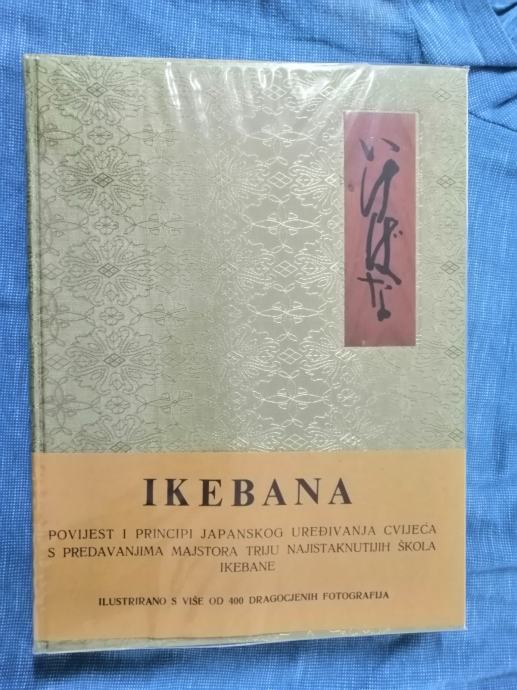 いけばな
IKEBANA
POVIJEST I PRINCIPI JAPANSKOG UREĐIVANJA CVIJEĆA
S PREDAVANJIMA MAJSTORA TRIJU NAJISTAKNUTIJIH ŠKOLA
IKEBANE
ILUSTRIRANO S VIŠE OD 400 DRAGOCJENIH FOTOGRAFIJA